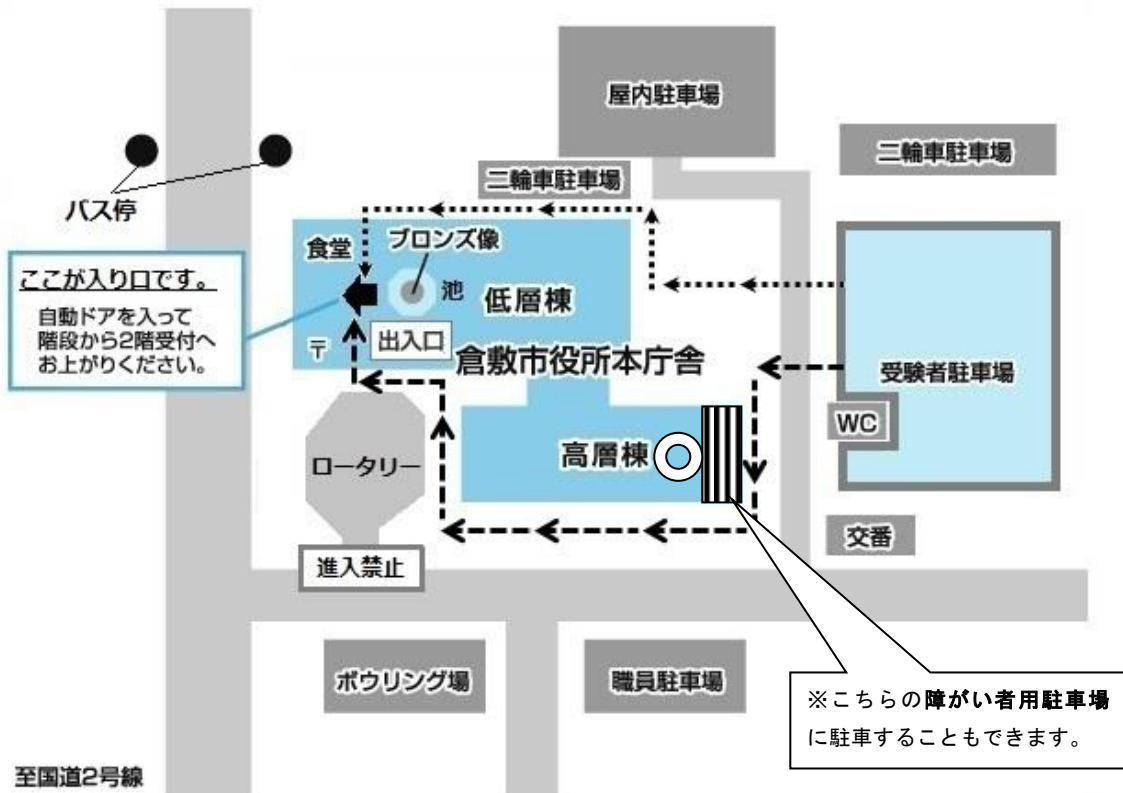 屋内駐車場
二輪車駐車場
二輪車駐車場
バス停
食堂
ブロンズ像
ここが入り口です。
自動ドアを入って
階段から2階受付へ
お上がりください。
池
低層棟
〒
出入口
倉敷市役所本庁舎
受験者駐車場
WC
高層棟
ロータリー
交番
進入禁止
ボウリング場
職員駐車場
※こちらの障がい者用駐車場
に駐車することもできます。
至国道2号線